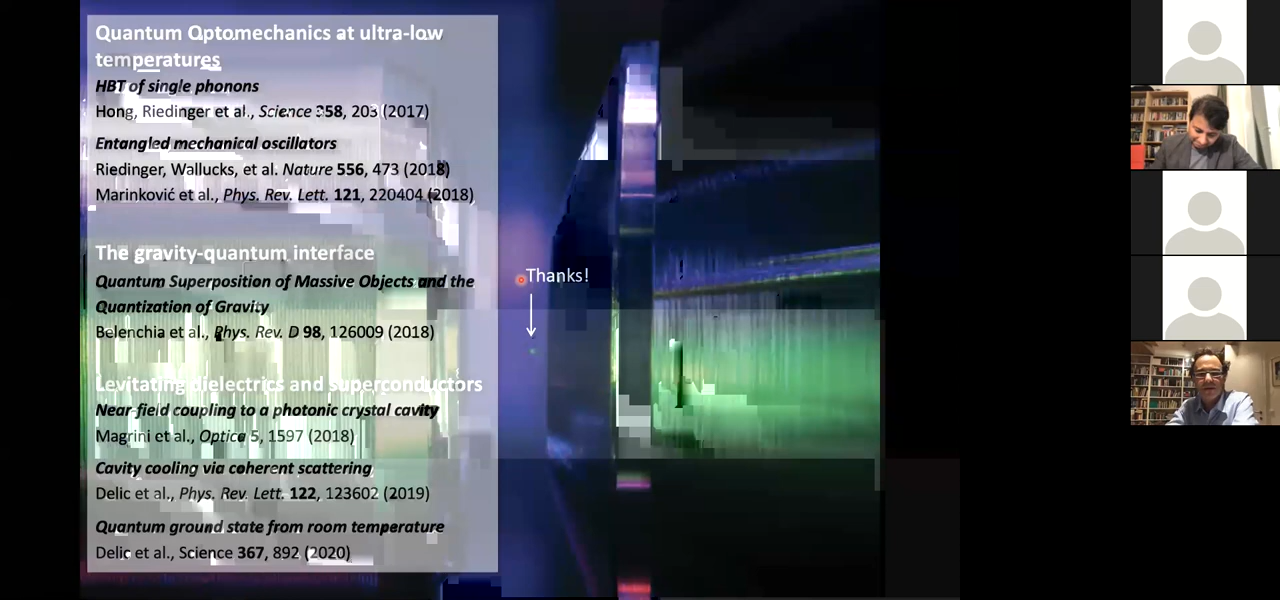 Quantum Optomechanics at ultra-low
temperatures
HBT of single phonons
Hong, Riedinger et al., Science 358, 203 (2017)
Entangled mechanical oscillators
Riedinger, Wallucks, et al. Nature 556, 473 (2018)
Marinković et al., Phys. Rev. Lett. 121, 220404 (2018)
The gravity-quantum interface
Quantum Superposition of Massive Objects and the
Quantization of Gravity
Belenchia et al., Phys. Rev. D 98, 126009 (2018)
Thanks!
Levitating dielectrics and superconductors
Near field coupling to a photonic crystal cavity
Magrini et al., Optica 5, 1597 (2018)
Cavity cooling via coherent scattering
Delic et al., Phys. Rev. Lett. 122, 123602 (2019)
Quantum ground state from room temperature
Delic et al., Science 367, 892 (2020)